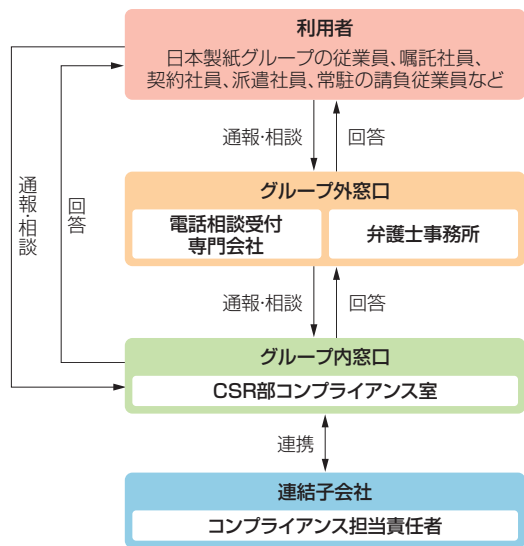 利用者
日本製紙グループの従業員、嘱託社員、
契約社員、派遣社員、常駐の請負従業員など
通報・相談
回答
通報・相談
回答
グループ外窓口
電話相談受付
専門会社
弁護士事務所
通報・相談
回答
グループ内窓口
CSR部コンプライアンス室
連携
連結子会社
コンプライアンス担当責任者